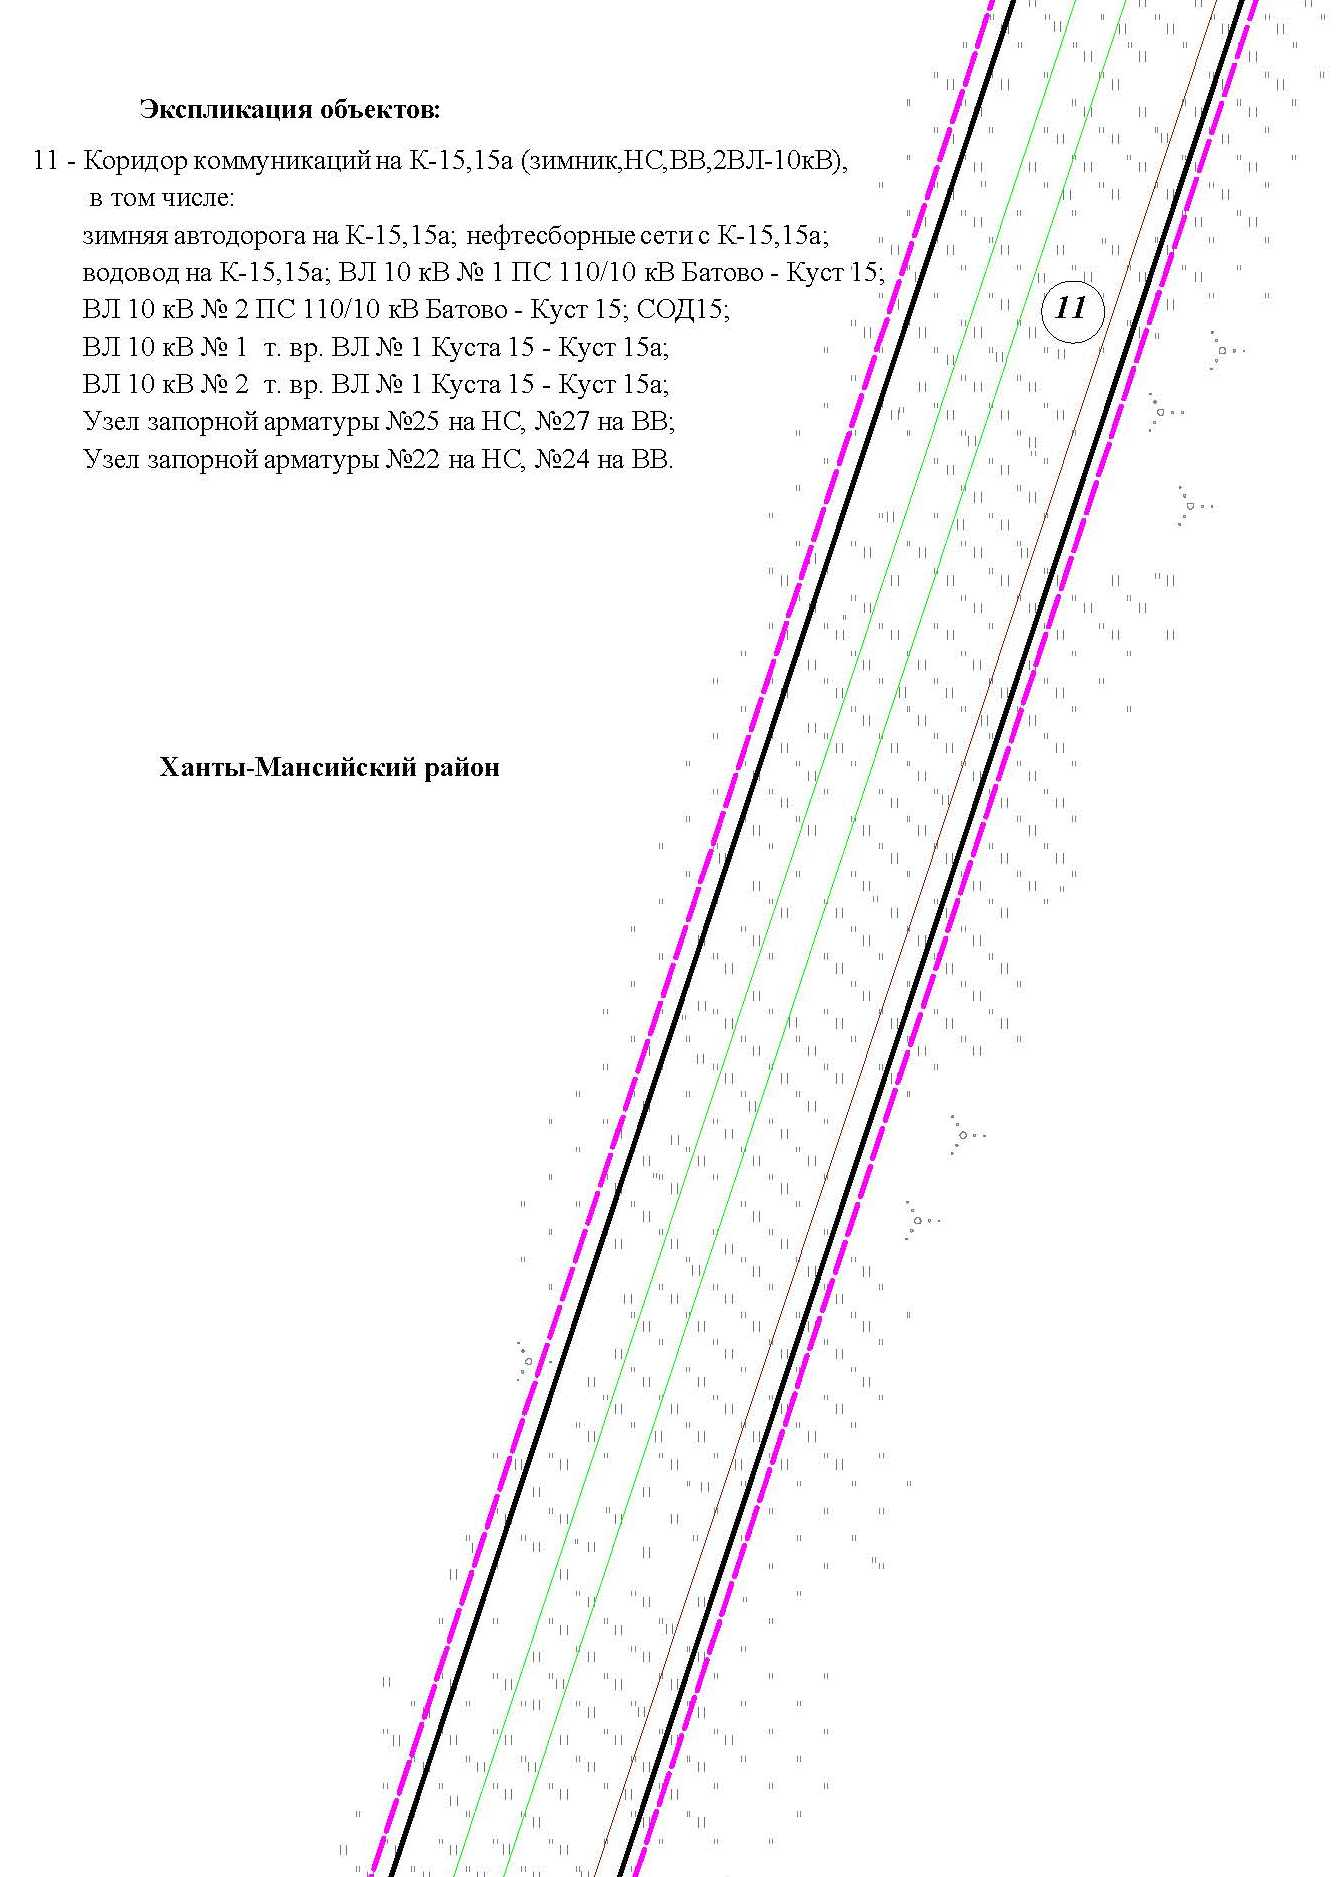 Экспликация объектов:
11 - Коридор коммуникаций на К-15,15а (зимник,НС,ВВ,2ВЛ-10кВ),
в том числе:
зимняя автодорога на К-15,15а; нефтесборные сети с К-15,15а;
водовод на К-15,15а; ВЛ 10 кВ № 1 ПС 110/10 кВ Батово - Куст 15;
ВЛ 10 кВ № 2 ПС 110/10 кВ Батово - Куст 15; СОД15;
ВЛ 10 кВ № 1 т. вр. ВЛ № 1 Куста 15 - Куст 15а;
ВЛ 10 кВ № 2 т. вр. ВЛ № 1 Куста 15 - Куст 15а;
Узел запорной арматуры №25 на НС, №27 на ВВ;
Узел запорной арматуры №22 на НС, №24 на ВВ.
11
Ханты-Мансийский район